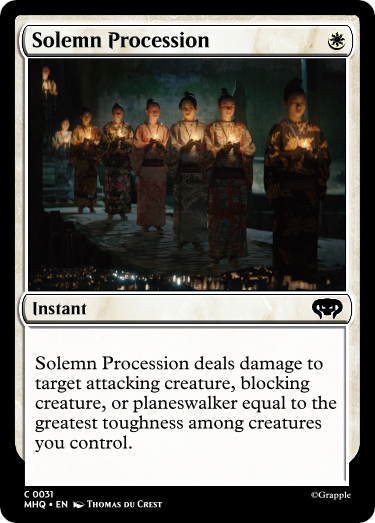 Solemn Procession
Instant
Solemn Procession deals damage to
target attacking creature, blocking
creature, or planeswalker equal to the
greatest toughness among creatures
you control.
C 0031
MHQ • EN Thomas du Crest
©Grapple